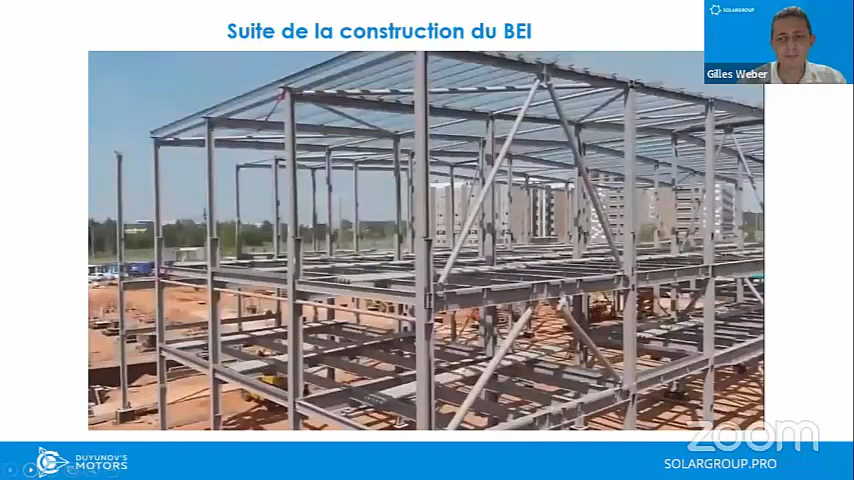 Suite de la construction du BEI
SOLARGROUP
Gilles Weber
zoom
DUYUNOV'S
MOTORS
SOLARGROUP.PRO